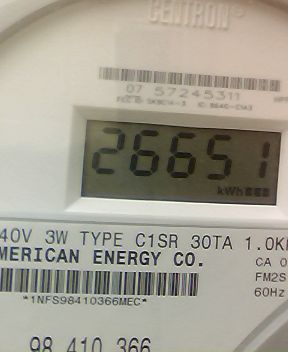 CENTRON®
07 57245311
26651
kWh
40V 3W TYPE C1SR 30TA 1.0K
MERICAN ENERGY CO.
CA 0
FM2S
*1NFS98410366MEC*
60Hz
98 410 366